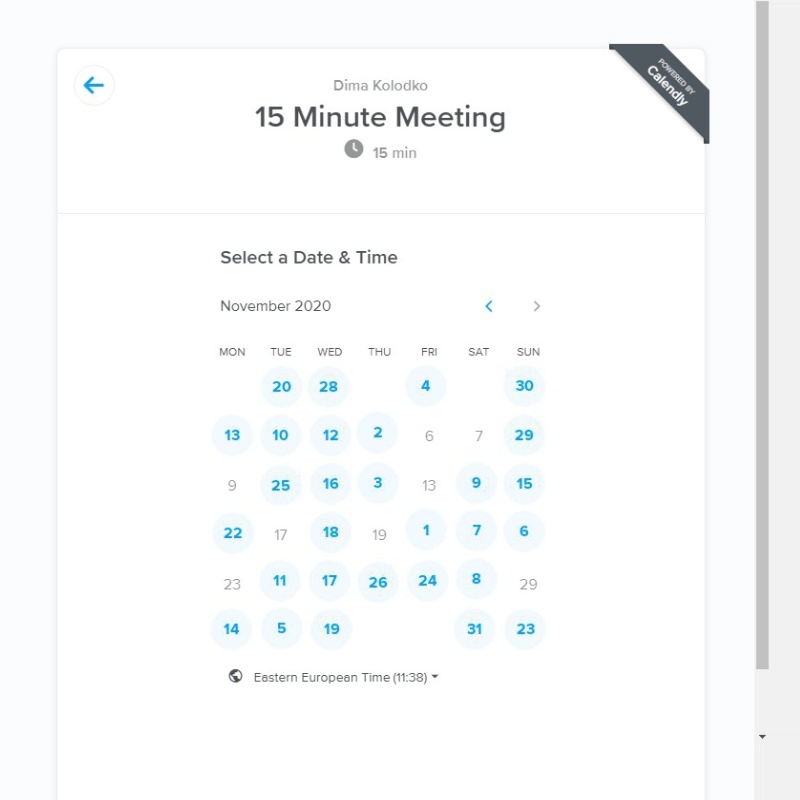 POWERED BY
Calendly
Dima Kolodko
15 Minute Meeting
15 min
Select a Date & Time
November 2020
MON TUE WED THU FRI SAT SUN
20 28 4 30
13 10 12 2 6 7 29
9 25 16 3 13 9 15
22 17 18 19 1 7 6
23 11 17 26 24 8 29
14 5 19 31 23
Eastern European Time (11:38)